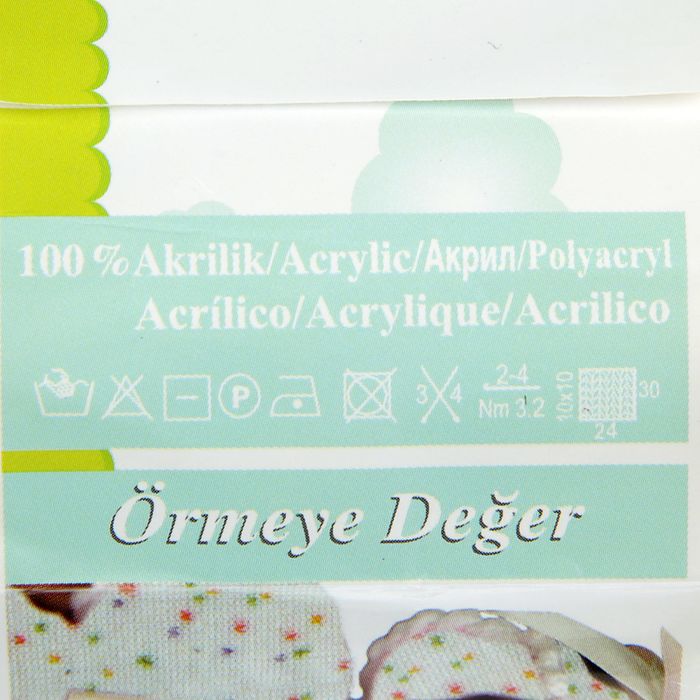 100 % Akrilik/Acrylic/Акрил/Polyacryl
Acrílico/Acrylique/Acrilico
P 3 4 2-4 Nm 3.2 10x10 30 24
Örmeye Değer